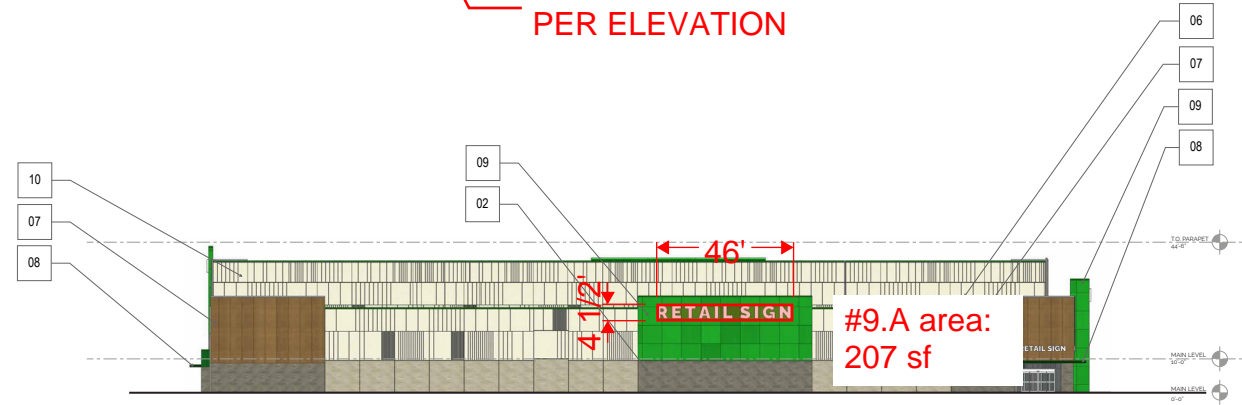 PER ELEVATION
06
07
09
08
10
07
08
09
02
T.O. PARAPET
44'-6"
46'
4 1/2'
RETAIL SIGN
#9.A area:
207 sf
RETAIL SIGN
MAIN LEVEL
10'-0"
MAIN LEVEL
0'-0"